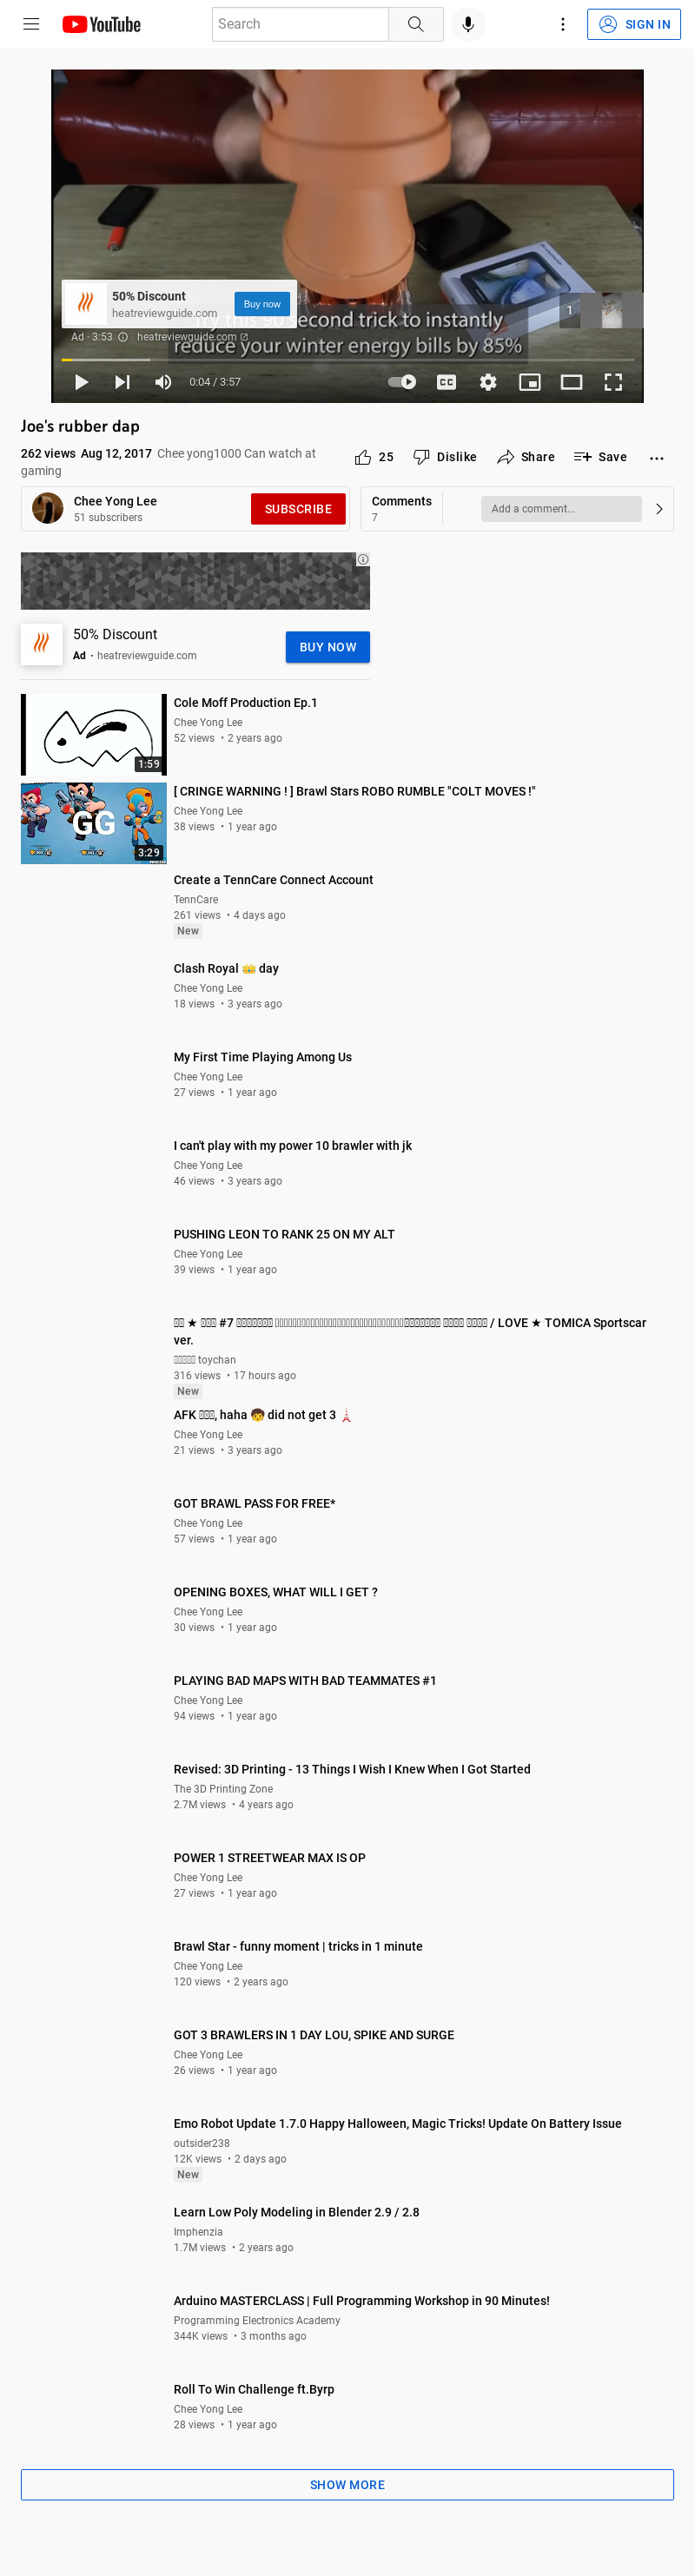 YouTube
Search
SIGN IN
50% Discount
heatreviewguide.com
Buy now
1
Try this 90 second trick to instantly
reduce your winter energy bills by 85%
Ad · 3:53
heatreviewguide.com
0:04 / 3:57
CC
Joe's rubber dap
262 views Aug 12, 2017 Chee yong1000 Can watch at
gaming
25
Dislike
Share
Save
Chee Yong Lee
51 subscribers
SUBSCRIBE
Comments
7
Add a comment...
50% Discount
Ad · heatreviewguide.com
BUY NOW
1:59
Cole Moff Production Ep.1
Chee Yong Lee
52 views · 2 years ago
GG
3:29
[ CRINGE WARNING ! ] Brawl Stars ROBO RUMBLE "COLT MOVES !"
Chee Yong Lee
38 views · 1 year ago
Create a TennCare Connect Account
TennCare
261 views · 4 days ago
New
Clash Royal 👑 day
Chee Yong Lee
18 views · 3 years ago
My First Time Playing Among Us
Chee Yong Lee
27 views · 1 year ago
I can't play with my power 10 brawler with jk
Chee Yong Lee
46 views · 3 years ago
PUSHING LEON TO RANK 25 ON MY ALT
Chee Yong Lee
39 views · 1 year ago
★ #7 / LOVE ★ TOMICA Sportscar
ver.
toychan
316 views · 17 hours ago
New
AFK , haha 🧒 did not get 3 🗼
Chee Yong Lee
21 views · 3 years ago
GOT BRAWL PASS FOR FREE*
Chee Yong Lee
57 views · 1 year ago
OPENING BOXES, WHAT WILL I GET ?
Chee Yong Lee
30 views · 1 year ago
PLAYING BAD MAPS WITH BAD TEAMMATES #1
Chee Yong Lee
94 views · 1 year ago
Revised: 3D Printing - 13 Things I Wish I Knew When I Got Started
The 3D Printing Zone
2.7M views · 4 years ago
POWER 1 STREETWEAR MAX IS OP
Chee Yong Lee
27 views · 1 year ago
Brawl Star - funny moment | tricks in 1 minute
Chee Yong Lee
120 views · 2 years ago
GOT 3 BRAWLERS IN 1 DAY LOU, SPIKE AND SURGE
Chee Yong Lee
26 views · 1 year ago
Emo Robot Update 1.7.0 Happy Halloween, Magic Tricks! Update On Battery Issue
outsider238
12K views · 2 days ago
New
Learn Low Poly Modeling in Blender 2.9 / 2.8
Imphenzia
1.7M views · 2 years ago
Arduino MASTERCLASS | Full Programming Workshop in 90 Minutes!
Programming Electronics Academy
344K views · 3 months ago
Roll To Win Challenge ft.Byrp
Chee Yong Lee
28 views · 1 year ago
SHOW MORE